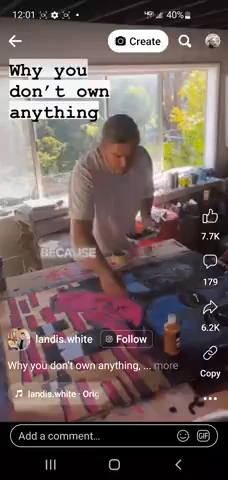 12:01
40%
Create
Why you
don't own
anything
BECAUSE
7.7K
179
6.2K
landis.white
Follow
Copy
Why you don't own anything, ... more
landis.white · Orig
Add a comment...
GIF